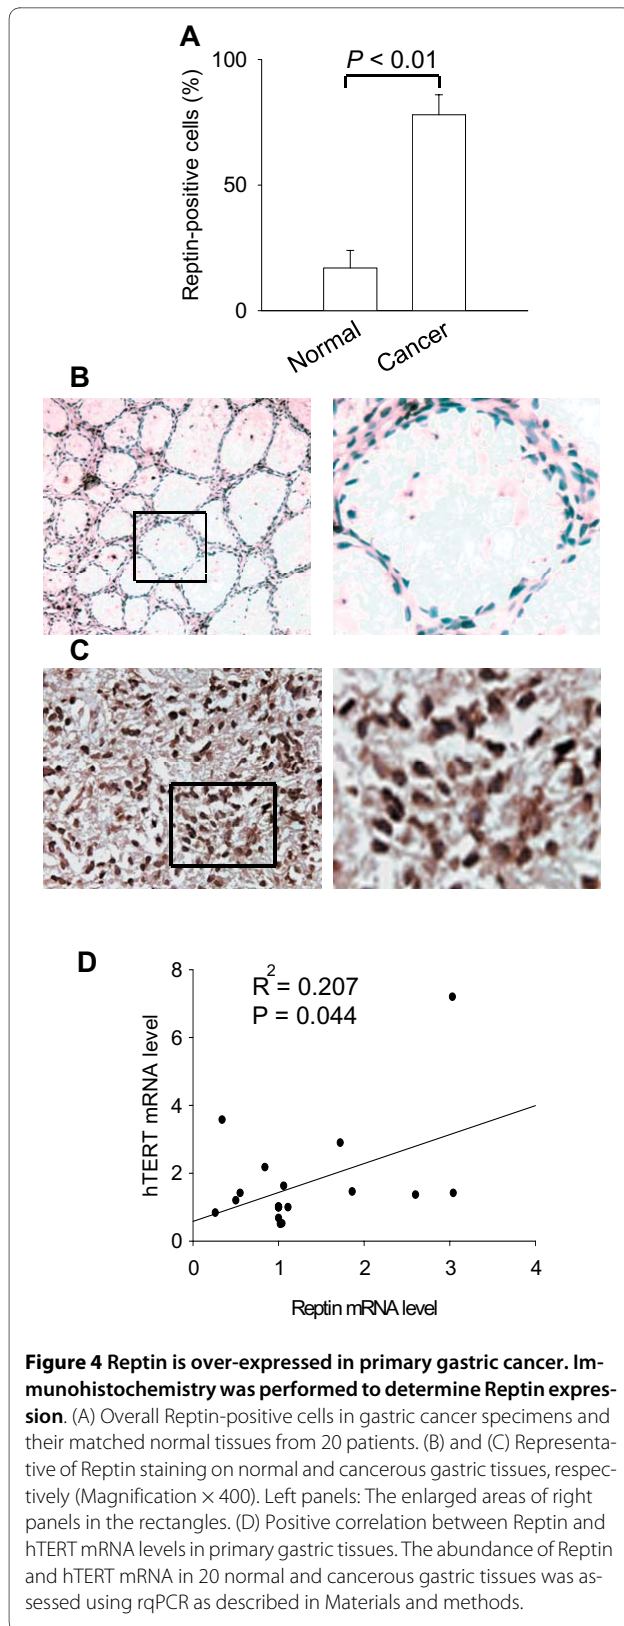 A
100
P < 0.01
Reptin-positive cells (%)
50
0
Normal
Cancer
B
C
D
8
R2 = 0.207
P = 0.044
6
hTERT mRNA level
4
2
0
0 1 2 3 4
Reptin mRNA level
Figure 4 Reptin is over-expressed in primary gastric cancer. Im-
munohistochemistry was performed to determine Reptin expres-
sion. (A) Overall Reptin-positive cells in gastric cancer specimens and
their matched normal tissues from 20 patients. (B) and (C) Representa-
tive of Reptin staining on normal and cancerous gastric tissues, respec-
tively (Magnification × 400). Left panels: The enlarged areas of right
panels in the rectangles. (D) Positive correlation between Reptin and
hTERT mRNA levels in primary gastric tissues. The abundance of Reptin
and hTERT mRNA in 20 normal and cancerous gastric tissues was as-
sessed using rqPCR as described in Materials and methods.